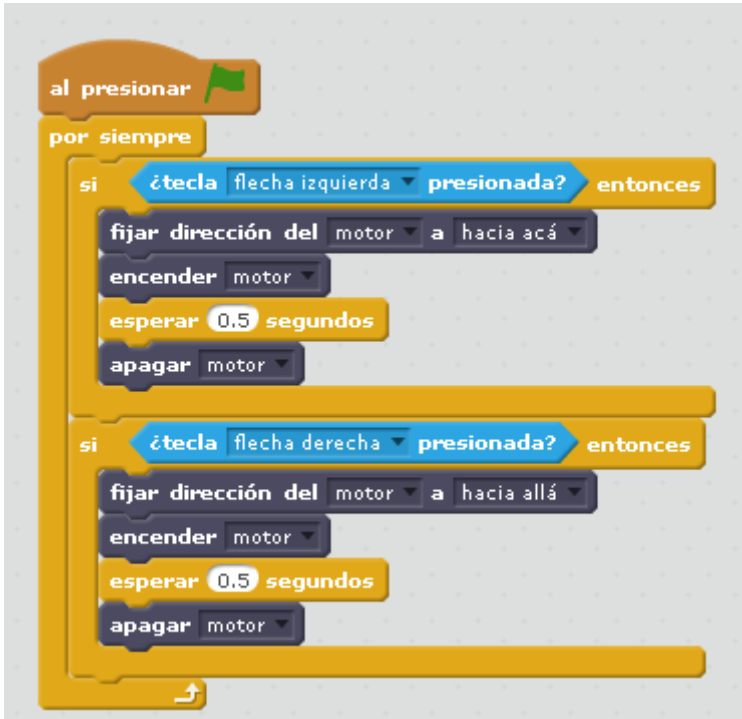 al presionar
por siempre
si ¿tecla flecha izquierda presionada? entonces
fijar dirección del motor a hacia acá
encender motor
esperar 0.5 segundos
apagar motor
si ¿tecla flecha derecha presionada? entonces
fijar dirección del motor a hacia allá
encender motor
esperar 0.5 segundos
apagar motor